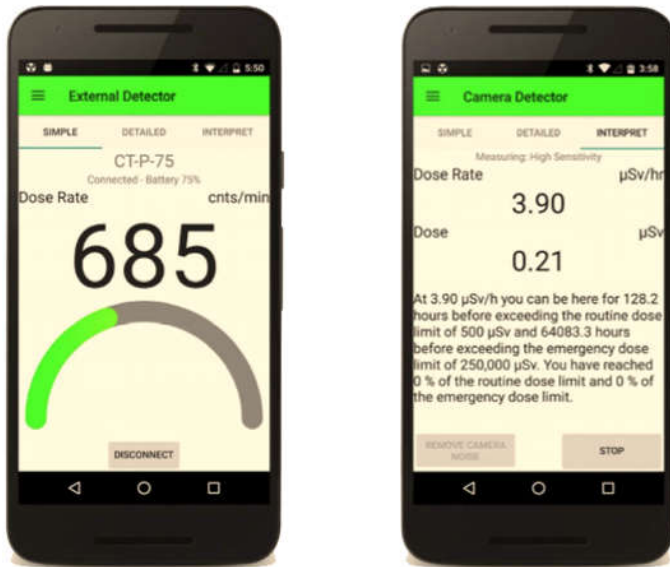 5:50
External Detector
SIMPLE DETAILED INTERPRET
CT-P-75
Connected - Battery 75%
Dose Rate cnts/min
685
DISCONNECT
3:58
Camera Detector
SIMPLE DETAILED INTERPRET
Measuring: High Sensitivity
Dose Rate µSv/hr
3.90
Dose µSv
0.21
At 3.90 µSv/h you can be here for 128.2
hours before exceeding the routine dose
limit of 500 µSv and 64083.3 hours
before exceeding the emergency dose
limit of 250,000 µSv. You have reached
0 % of the routine dose limit and 0 % of
the emergency dose limit.
REMOVE CAMERA
NOISE
STOP